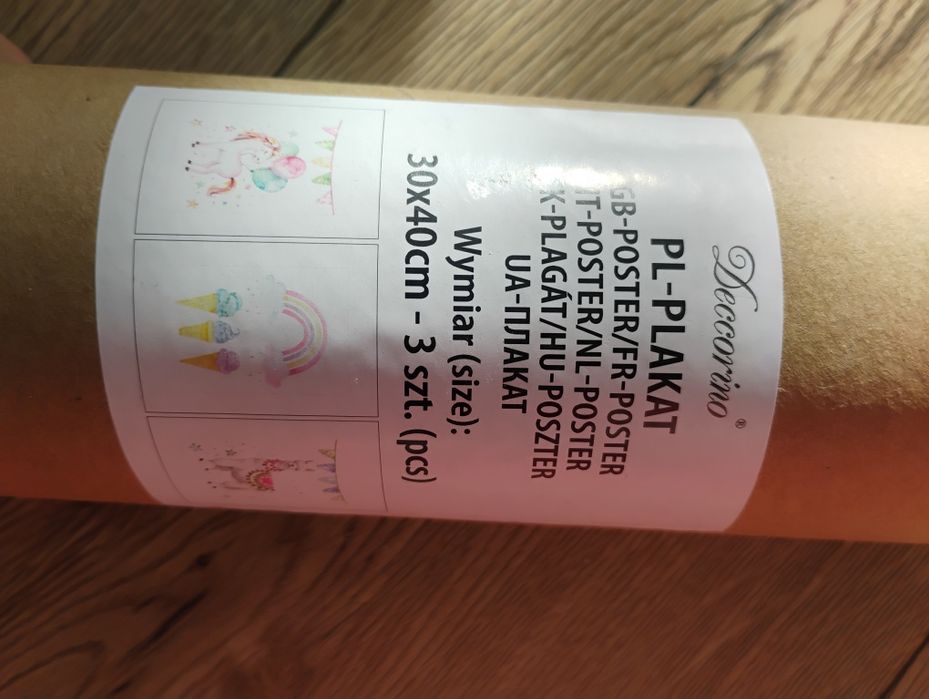 Deccorino®
PL-PLAKAT
GB-POSTER/FR-POSTER
IT-POSTER/NL-POSTER
K-PLAGÁT/HU-POSZTER
UA-ПЛАКАТ
Wymiar (size):
30x40cm - 3 szt. (pcs)